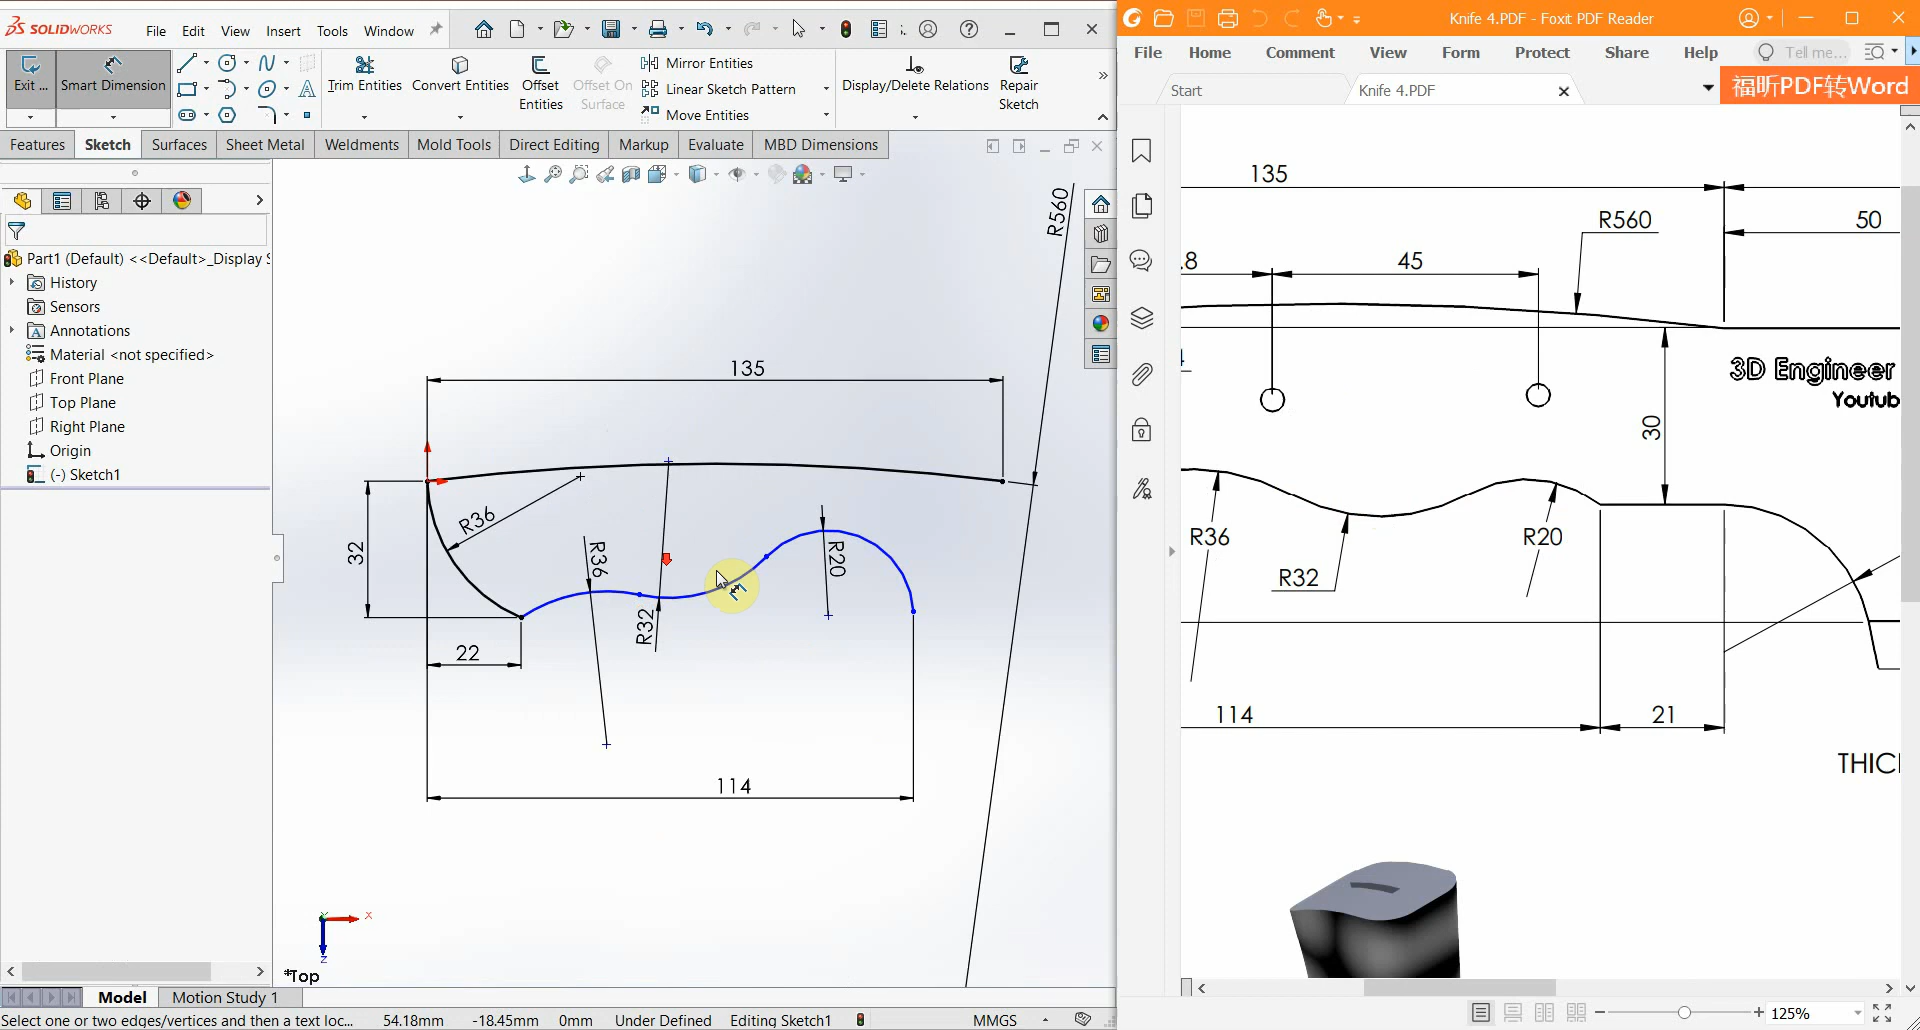 SOLIDWORKS
File Edit View Insert Tools Window
Exit ... Smart Dimension Trim Entities Convert Entities Offset Entities Offset On Surface
Mirror Entities
Linear Sketch Pattern
Move Entities
Display/Delete Relations Repair Sketch
Features Sketch Surfaces Sheet Metal Weldments Mold Tools Direct Editing Markup Evaluate MBD Dimensions
Part1 (Default) <<Default>_Display S
History
Sensors
Annotations
Material <not specified>
Front Plane
Top Plane
Right Plane
Origin
(-) Sketch1
R560
135
R36
32
R36
R20
R32
22
114
X
Z
*Top
Model Motion Study 1
Select one or two edges/vertices and then a text loc... 54.18mm -18.45mm 0mm Under Defined Editing Sketch1 MMGS
Knife 4.PDF - Foxit PDF Reader
File Home Comment View Form Protect Share Help Tell me...
Start Knife 4.PDF 福昕PDF转Word
135
R560 50
.8 45
4
3D Engineer
Youtub
30
R36 R20
R32
114 21
THIC
125%